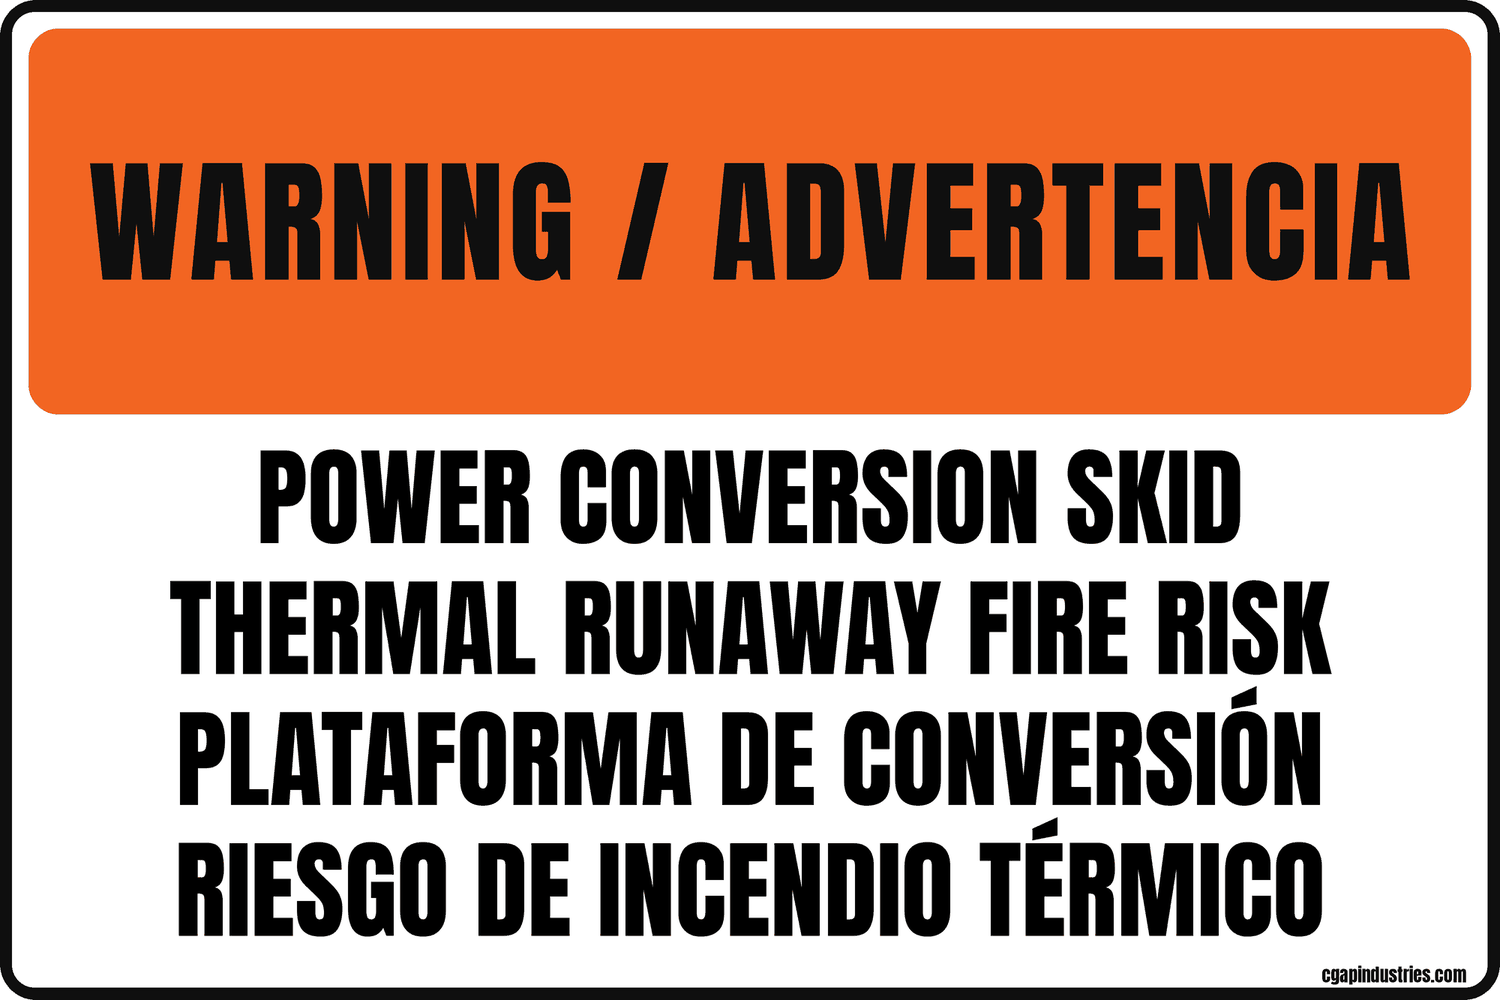 WARNING / ADVERTENCIA
POWER CONVERSION SKID
THERMAL RUNAWAY FIRE RISK
PLATAFORMA DE CONVERSIÓN
RIESGO DE INCENDIO TÉRMICO
cgapindustries.com